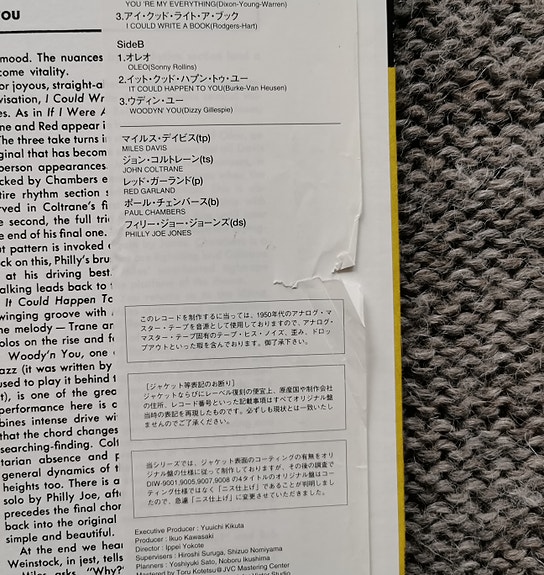 YOU
mood. The nuances
come vitality.
or joyous, straight-a
visation, I Could Wr
es. As in If I Were A
ne and Red appear i
The three take turns i
ginal that has becom
person appearances.
cked by Chambers e
tire rhythm section s
rved in Coltrane's fi
e second, the full tri
e end of his final one.
t pattern is invoked
ck on this, Philly's bru
at his driving best
alking leads back to
It Could Happen To
winging groove with
ne melody — Trane ar
olos on the rise and f
Woody'n You, one
azz (it was written by
used to play it behind t
t), is one of the grea
performance here is c
bines intense drive wi
that the chord changes
searching-finding. Colt
tarian absence and p
general dynamics of t
heights too. There is a
solo by Philly Joe, afte
precedes the final chor
back into the original
simple and beautiful.
At the end we hear
Weinstock, in jest, tells
Miles asks, "Why?"
YOU'RE MY EVERYTHING(Dixon-Young-Warren)
3.アイ・クッド・ライト・ア・ブック
I COULD WRITE A BOOK(Rodgers-Hart)
SideB
1.オレオ
OLEO(Sonny Rollins)
2.イット・クッド・ハプン・トゥ・ユー
IT COULD HAPPEN TO YOU(Burke-Van Heusen)
3.ウディン・ユー
WOODYN' YOU(Dizzy Gillespie)
マイルス・デイビス(tp)
MILES DAVIS
ジョン・コルトレーン(ts)
JOHN COLTRANE
レッド・ガーランド(p)
RED GARLAND
ポール・チェンバース(b)
PAUL CHAMBERS
フィリー・ジョー・ジョーンズ(ds)
PHILLY JOE JONES
このレコードを制作するに当っては、1950年代のアナログ・マ
スター・テープを音源として使用しておりますので、アナログ・
マスター・テープ固有のテープ・ヒス・ノイズ、歪み、ドロッ
プアウトといった瑕を含んでおります。御了承下さい。
[ジャケット等表記のお断り]
ジャケットならびにレーベル復刻の便宜上、原産国や制作会社
の住所、レコード番号といった記載事項はすべてオリジナル盤
当時の表記を再現したものです。必ずしも現状とは一致いたし
ませんのでご了承ください。
当シリーズでは、ジャケット表面のコーティングの有無をオリ
ジナル盤の仕様に従って制作しておりますが、その後の調査で
DIW-9001,9005,9007,9008 の4タイトルのオリジナル盤はコー
ティング仕様ではなく「ニス仕上げ」であることが判明しまし
たので、急遽「ニス仕上げ」に変更させていただきました。
Executive Producer : Yuuichi Kikuta
Producer : Ikuo Kawasaki
Director : Ippei Yokote
Supervisers : Hiroshi Suruga, Shizuo Nomiyama
Planners : Yoshiyuki Sato, Noboru Ikushima
Mastered by Toru Kotetsu@JVC Mastering Center